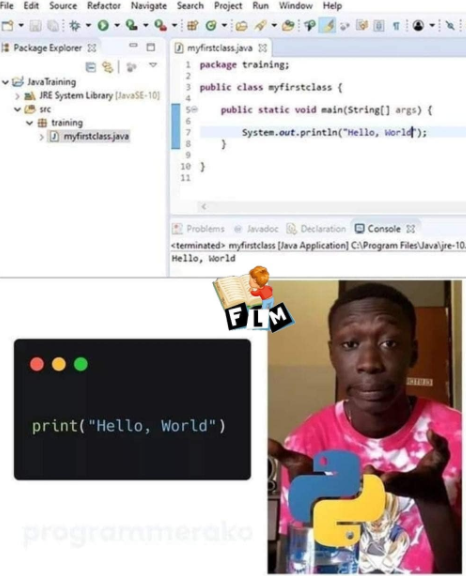 File Edit Source Refactor Navigate Search Project Run Window Help
Package Explorer
JavaTraining
JRE System Library [JavaSE-10]
src
training
myfirstclass.java
myfirstclass.java
1 package training;
2
3 public class myfirstclass {
4
5 public static void main(String[] args) {
6
7 System.out.println("Hello, World");
8 }
9
10 }
11
Problems Javadoc Declaration Console
<terminated> myfirstclass [Java Application] C:\Program Files\Java\jre-10.
Hello, World
FLM
print("Hello, World")
programmerako